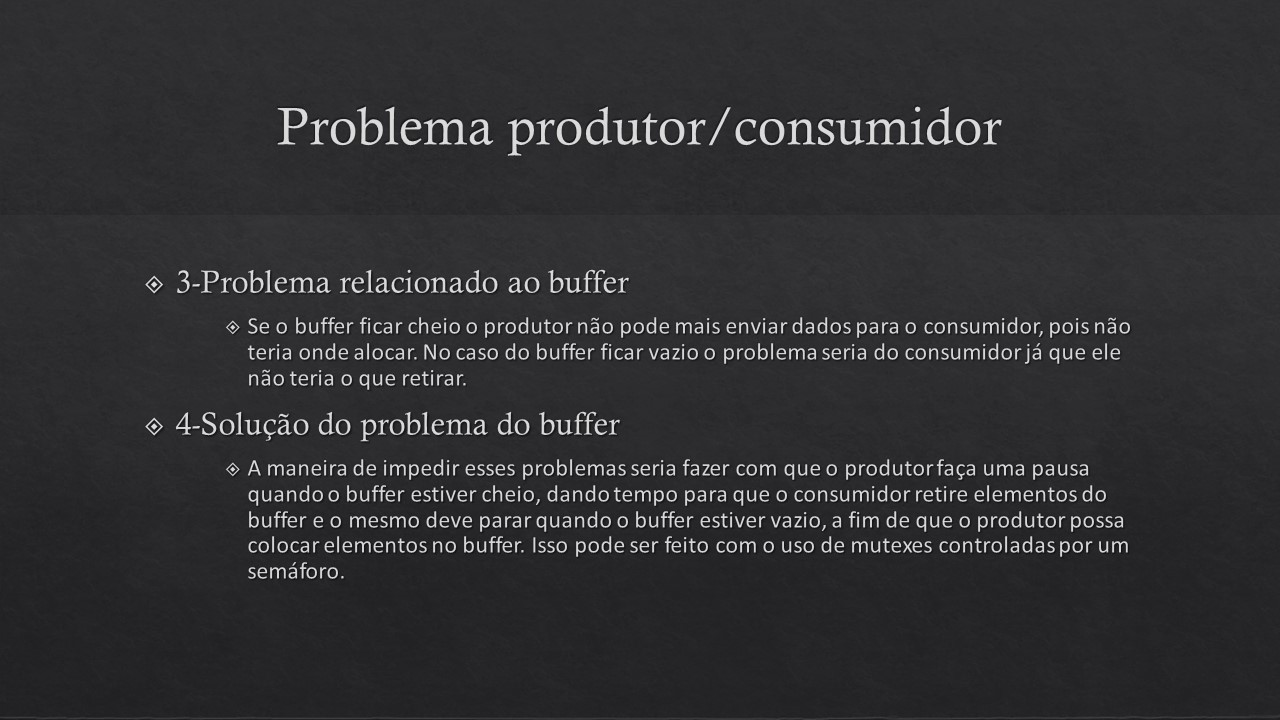 Problema produtor/consumidor
3-Problema relacionado ao buffer
Se o buffer ficar cheio o produtor não pode mais enviar dados para o consumidor, pois não
teria onde alocar. No caso do buffer ficar vazio o problema seria do consumidor já que ele
não teria o que retirar.
4-Solução do problema do buffer
A maneira de impedir esses problemas seria fazer com que o produtor faça uma pausa
quando o buffer estiver cheio, dando tempo para que o consumidor retire elementos do
buffer e o mesmo deve parar quando o buffer estiver vazio, a fim de que o produtor possa
colocar elementos no buffer. Isso pode ser feito com o uso de mutexes controladas por um
semáforo.